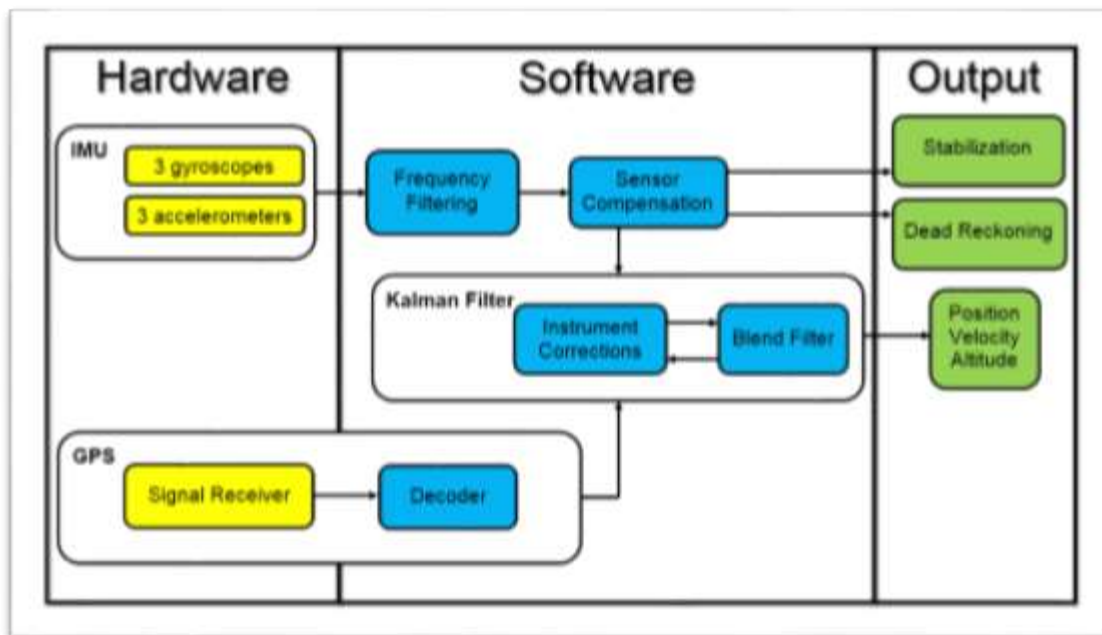 Hardware
Software
Output
IMU
3 gyroscopes
3 accelerometers
Frequency
Filtering
Sensor
Compensation
Stabilization
Dead Reckoning
Kalman Filter
Instrument
Corrections
Blend Filter
Position
Velocity
Altitude
GPS
Signal Receiver
Decoder